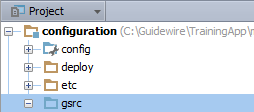 Project
configuration (C:\Guidewire\TrainingApp\
config
deploy
etc
gsrc